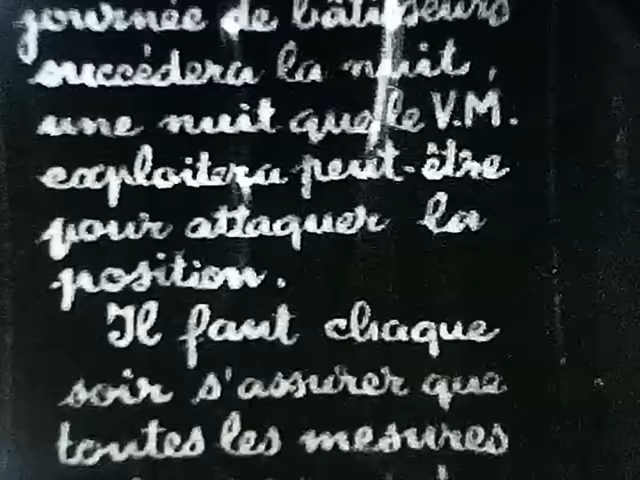 journée de bâtisseurs
succédera la nuit,
une nuit que le V.M.
exploitera peut-être
pour attaquer la
position.
Il faut chaque
soir s'assurer que
toutes les mesures